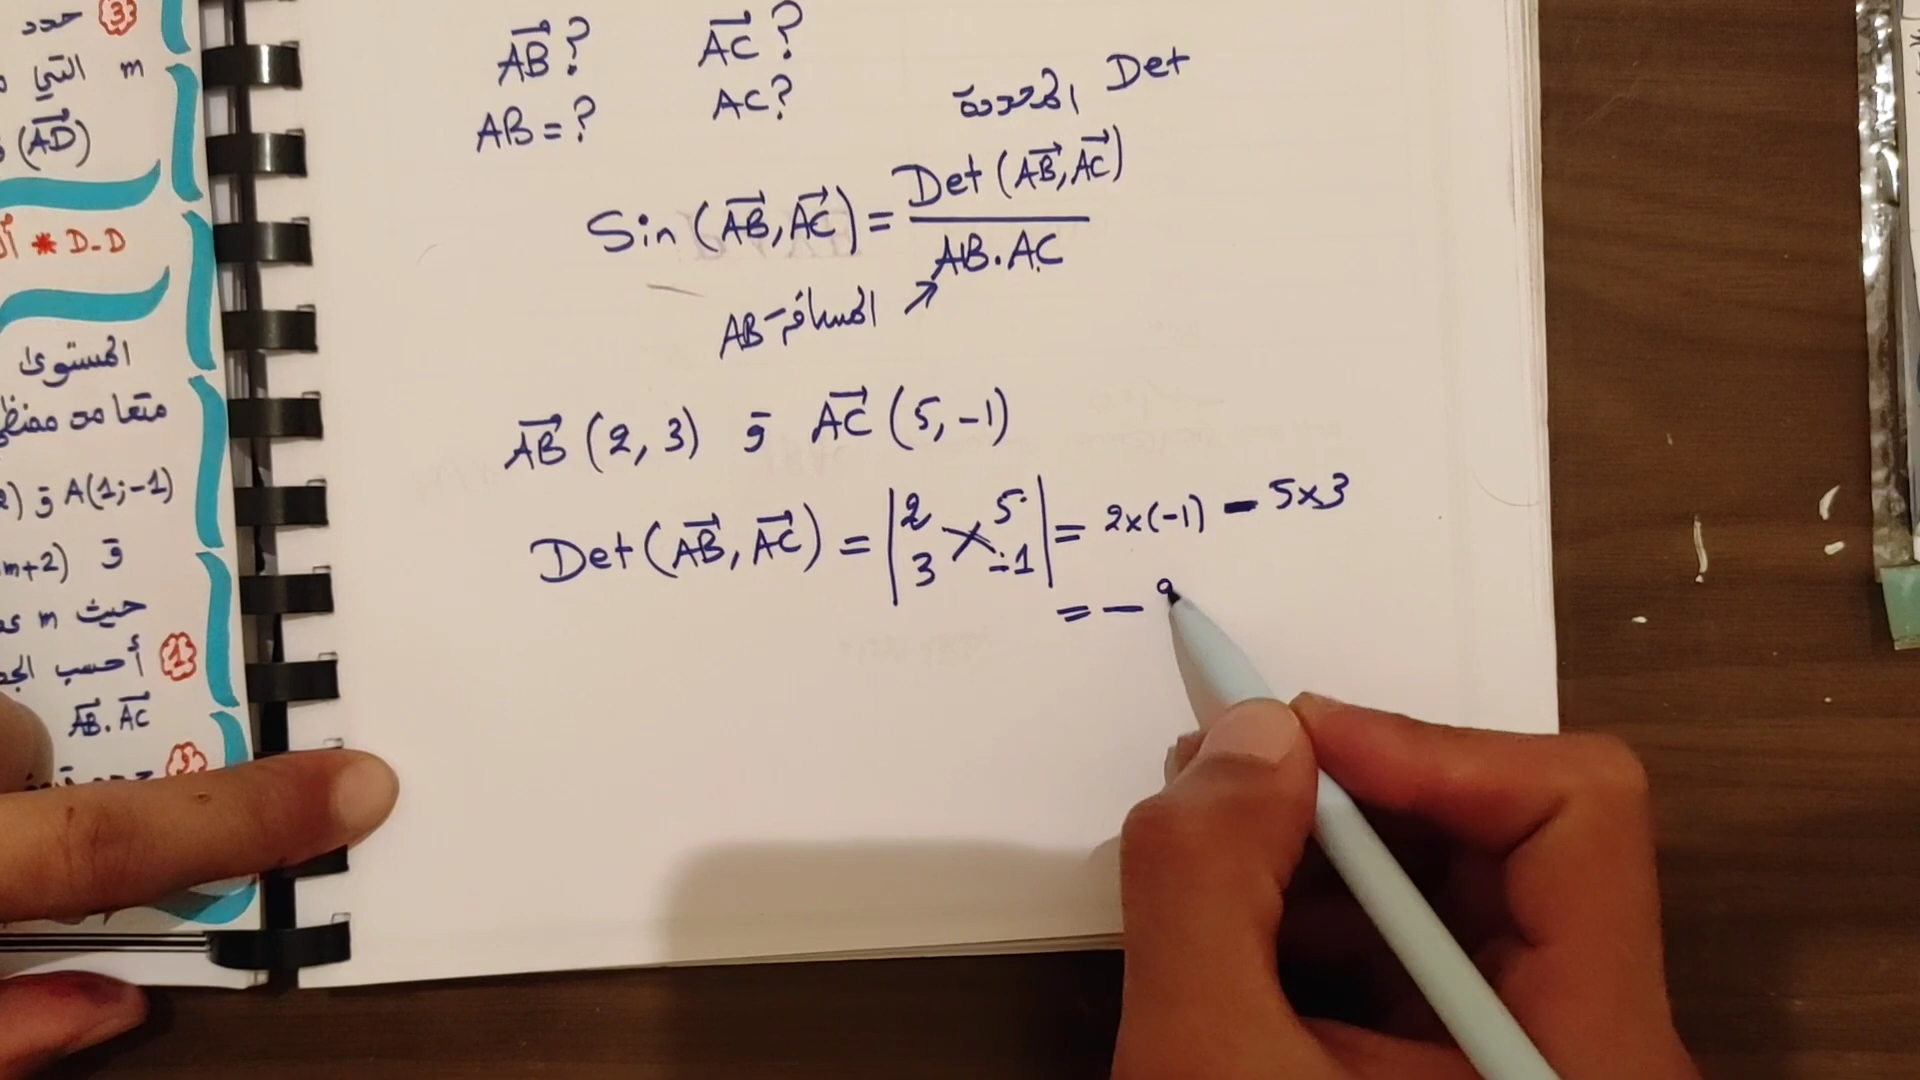 ③ حدد
m التي
(AD)
AB? AC?
AB=? AC?
المحددة Det
Sin(AB, AC) = Det(AB, AC) / AB.AC
المسافة AB
D-D *
المستوى
متعامد
A(1;-1) و
m+2) و
حيث m
① أحسب
AB.AC
AB(2,3) و AC(5,-1)
Det(AB, AC) = |2 5 3 -1| = 2x(-1) - 5x3
= -